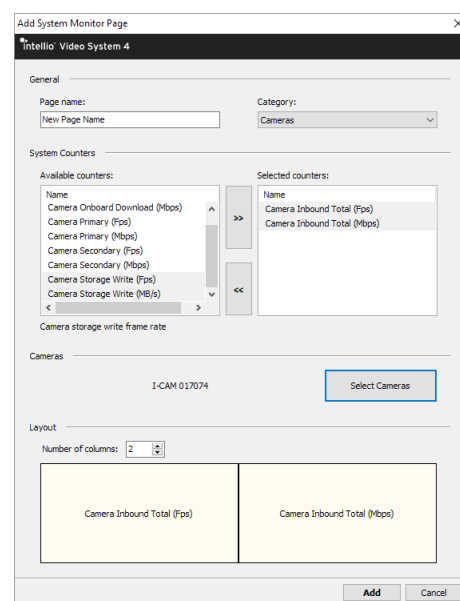 Add System Monitor Page
intellio Video System 4
General
Page name:
Category:
New Page Name
Cameras
System Counters
Available counters:
Selected counters:
Name
Camera Onboard Download (Mbps)
Camera Primary (Fps)
Camera Primary (Mbps)
Camera Secondary (Fps)
Camera Secondary (Mbps)
Camera Storage Write (Fps)
Camera Storage Write (MB/s)
>>
<<
Name
Camera Inbound Total (Fps)
Camera Inbound Total (Mbps)
Camera storage write frame rate
Cameras
I-CAM 017074
Select Cameras
Layout
Number of columns: 2
Camera Inbound Total (Fps)
Camera Inbound Total (Mbps)
Add
Cancel